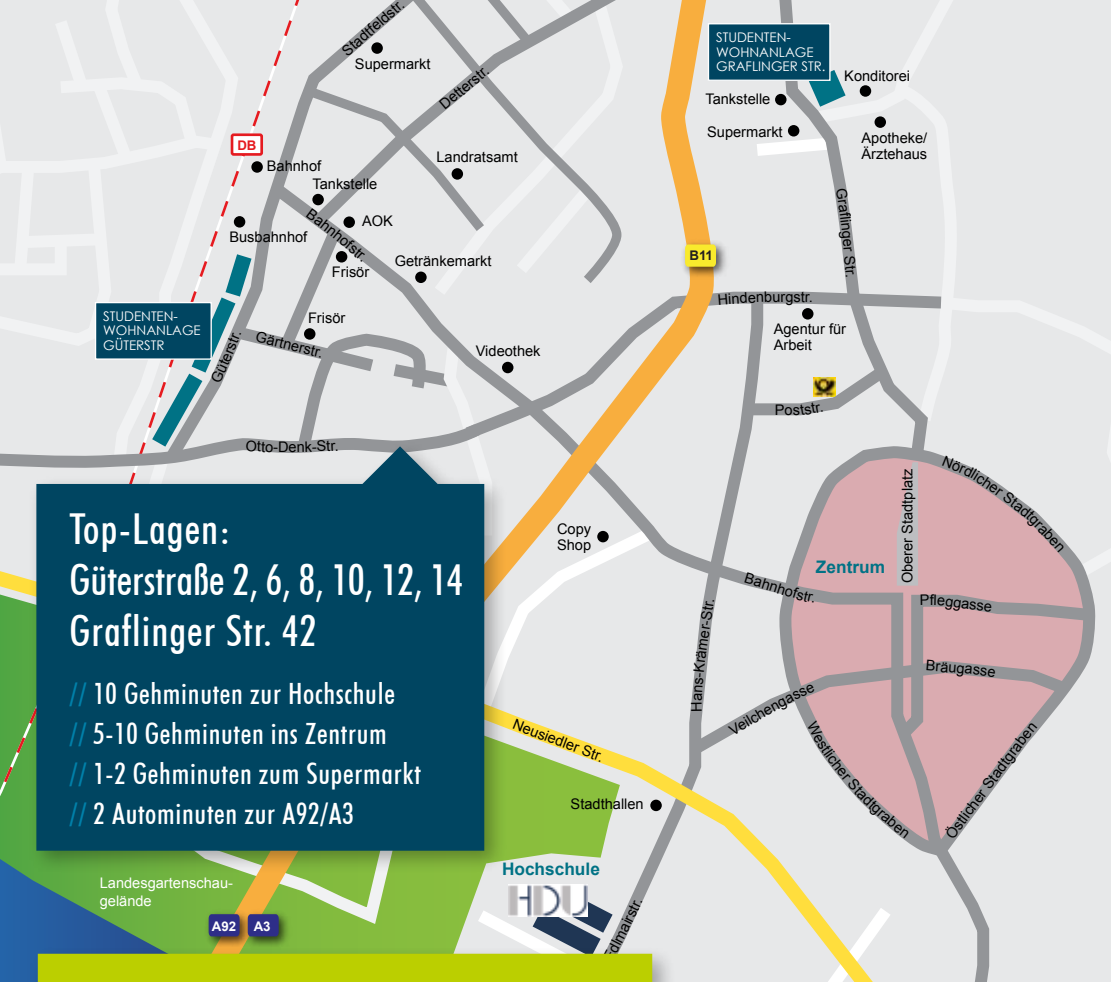 Stadtfeldstr.
Supermarkt
Detterstr.
STUDENTEN-
WOHNANLAGE
GRAFLINGER STR.
Konditorei
Tankstelle
Supermarkt
Apotheke/
Ärztehaus
DB
Bahnhof
Landratsamt
Tankstelle
AOK
Bahnhofstr.
Busbahnhof
Frisör
Getränkemarkt
Graflinger Str.
B11
Hindenburgstr.
STUDENTEN-
WOHNANLAGE
GÜTERSTR
Frisör
Gärtnerstr.
Güterstr.
Videothek
Agentur für
Arbeit
Poststr.
Otto-Denk-Str.
Nördlicher Stadtgraben
Oberer Stadtplatz
Top-Lagen:
Güterstraße 2, 6, 8, 10, 12, 14
Graflinger Str. 42
// 10 Gehminuten zur Hochschule
// 5-10 Gehminuten ins Zentrum
// 1-2 Gehminuten zum Supermarkt
// 2 Autominuten zur A92/A3
Copy
Shop
Zentrum
Bahnhofstr.
Pfleggasse
Hans-Krämer-Str.
Bräugasse
Veilchengasse
Neusiedler Str.
Westlicher Stadtgraben
Östlicher Stadtgraben
Stadthallen
Hochschule
HDU
Landesgartenschau-
gelände
A92
A3